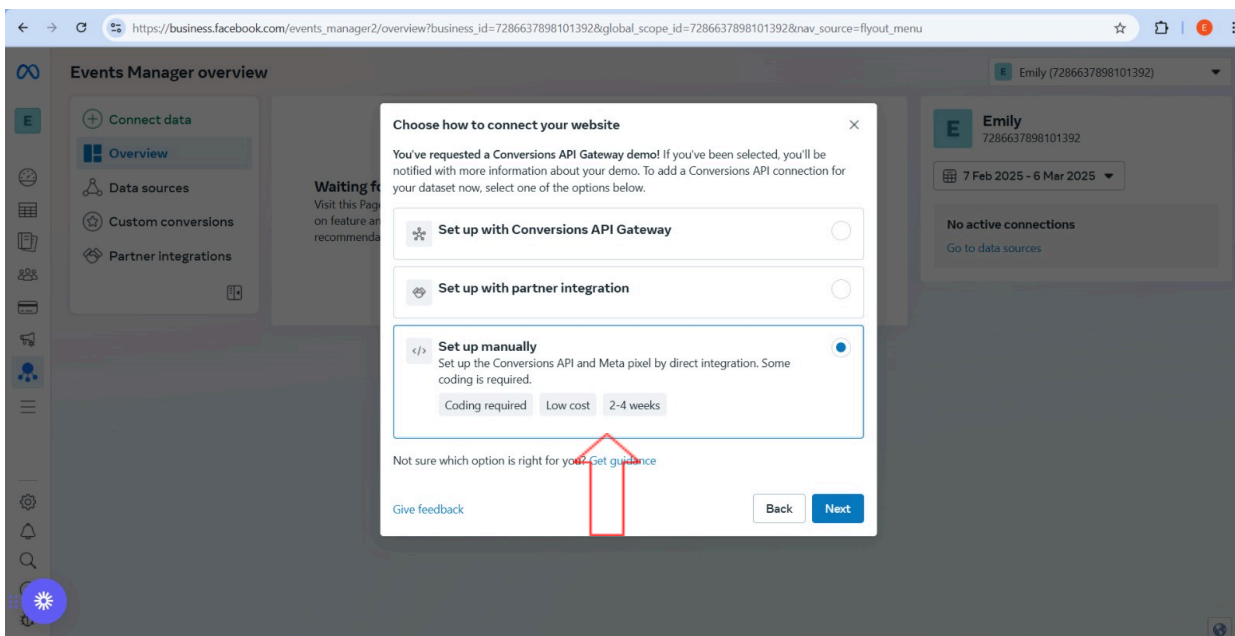 https://business.facebook.com/events_manager2/overview?business_id=7286637898101392&global_scope_id=7286637898101392&nav_source=flyout_menu
E
Events Manager overview
E Emily (7286637898101392)
E
Connect data
Overview
Data sources
Custom conversions
Partner integrations
Waiting fo
Visit this Pag
on feature an
recommenda
Choose how to connect your website
You've requested a Conversions API Gateway demo! If you've been selected, you'll be
notified with more information about your demo. To add a Conversions API connection for
your dataset now, select one of the options below.
Set up with Conversions API Gateway
Set up with partner integration
Set up manually
Set up the Conversions API and Meta pixel by direct integration. Some
coding is required.
Coding required Low cost 2-4 weeks
Not sure which option is right for you? Get guidance
Give feedback Back Next
E Emily
7286637898101392
7 Feb 2025 - 6 Mar 2025
No active connections
Go to data sources